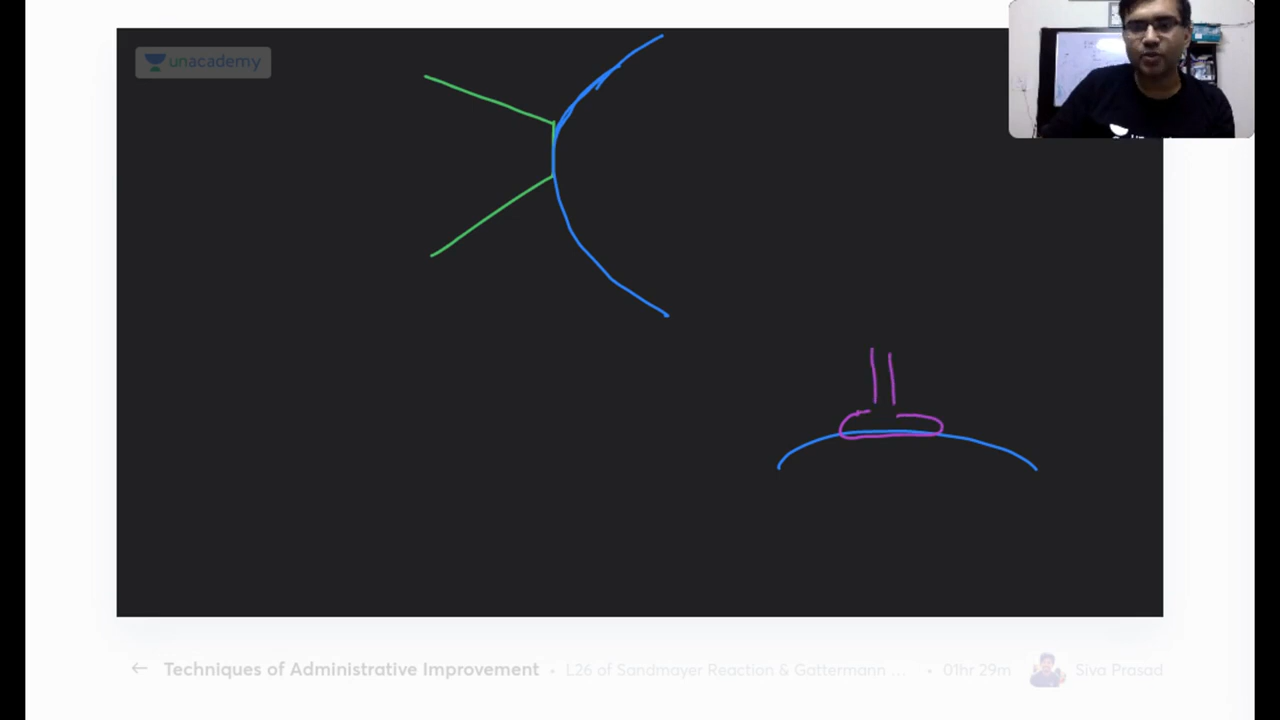 unacademy
← Techniques of Administrative Improvement • L26 of Sandmayer Reaction & Gattermann ... • 01hr 29m Siva Prasad